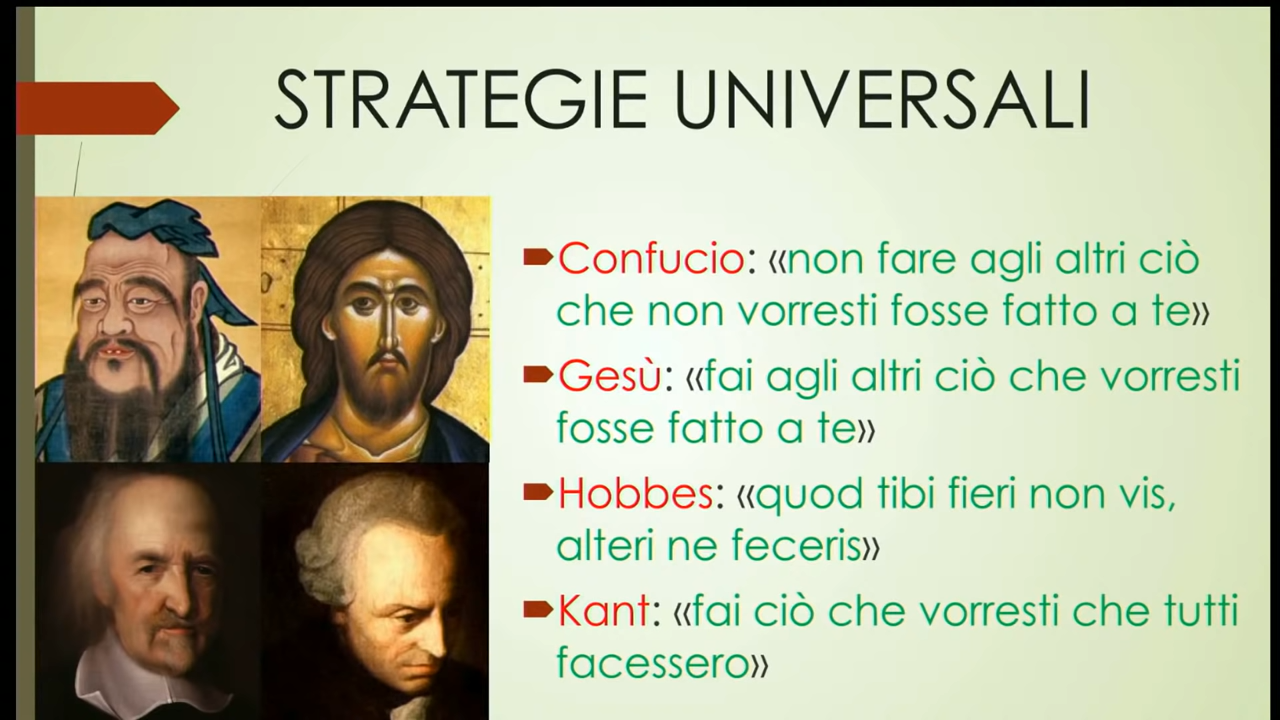 STRATEGIE UNIVERSALI
Confucio: «non fare agli altri ciò
che non vorresti fosse fatto a te»
Gesù: «fai agli altri ciò che vorresti
fosse fatto a te»
Hobbes: «quod tibi fieri non vis,
alteri ne feceris»
Kant: «fai ciò che vorresti che tutti
facessero»